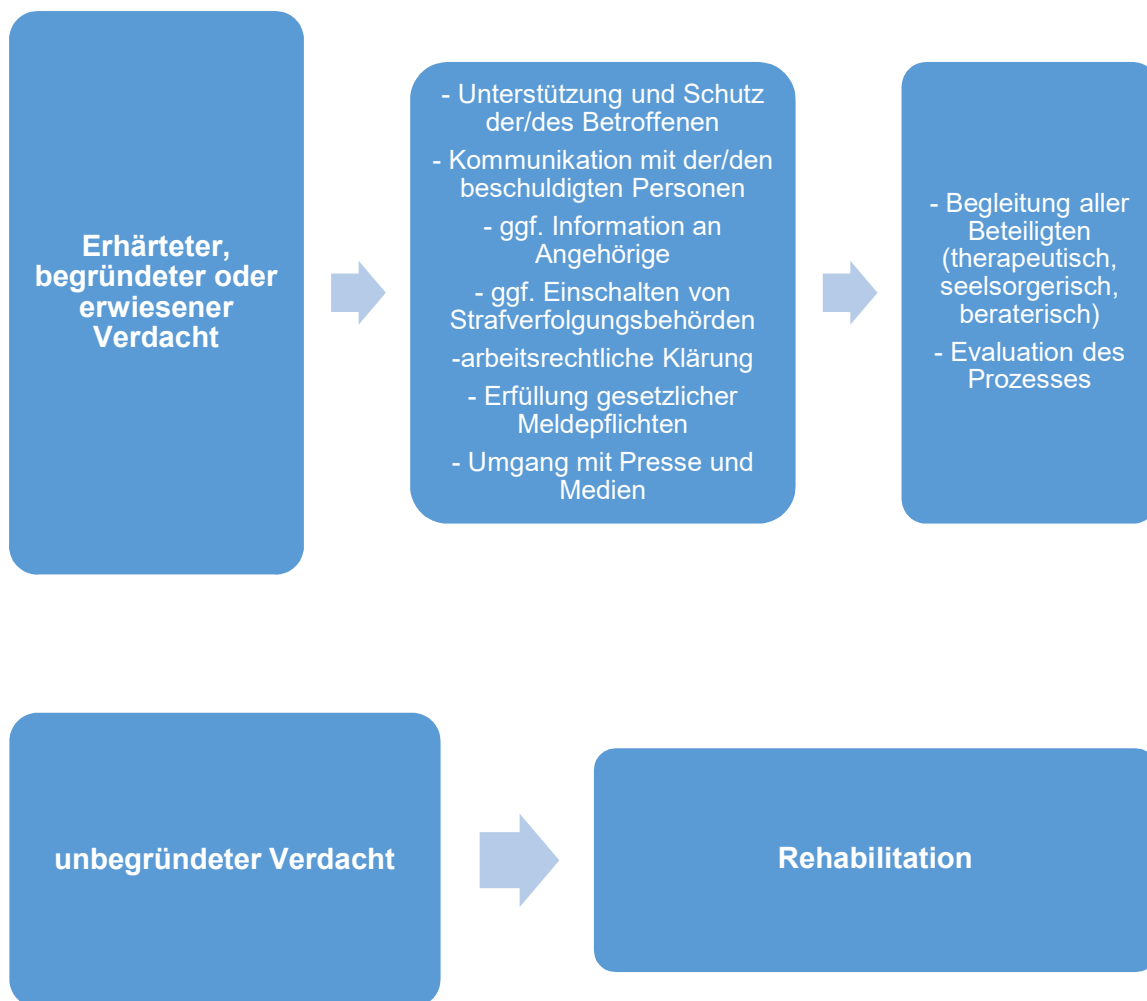 Erhärteter,
begründeter oder
erwiesener
Verdacht
- Unterstützung und Schutz
der/des Betroffenen
- Kommunikation mit der/den
beschuldigten Personen
- ggf. Information an
Angehörige
- ggf. Einschalten von
Strafverfolgungsbehörden
-arbeitsrechtliche Klärung
- Erfüllung gesetzlicher
Meldepflichten
- Umgang mit Presse und
Medien
- Begleitung aller
Beteiligten
(therapeutisch,
seelsorgerisch,
beraterisch)
- Evaluation des
Prozesses
unbegründeter Verdacht
Rehabilitation